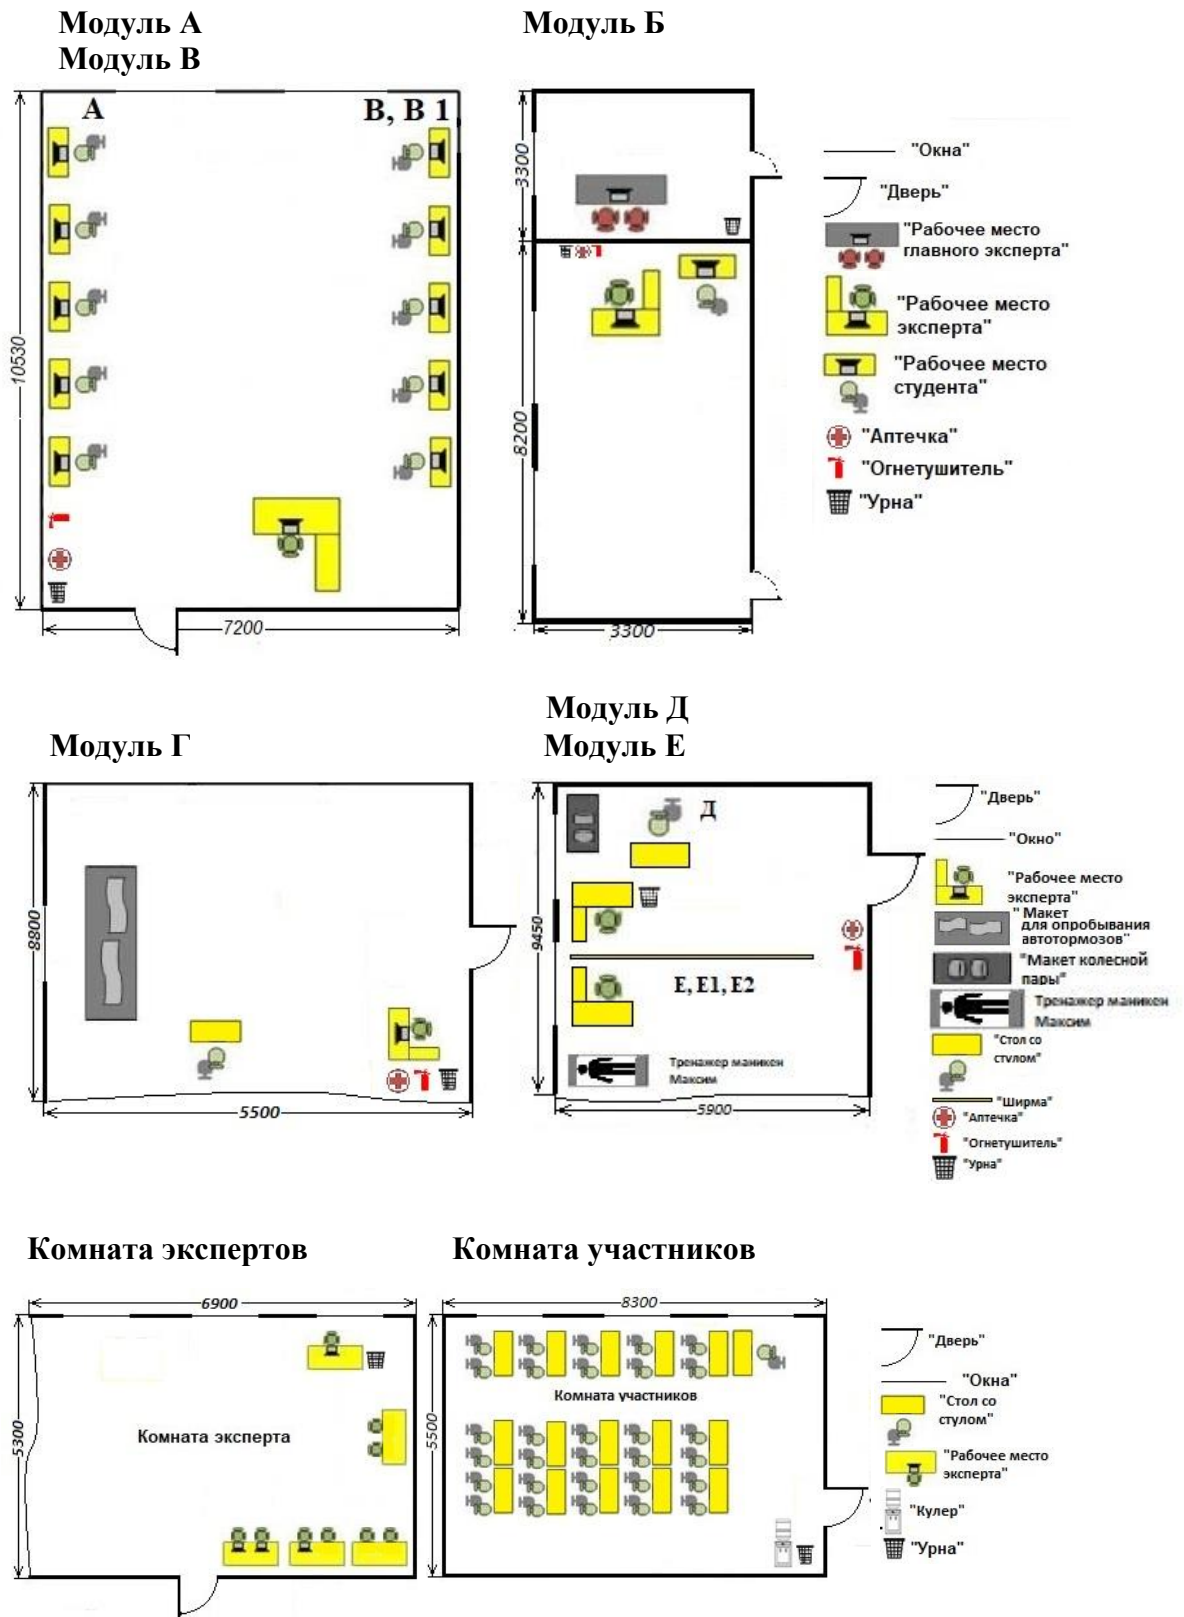 Модуль А
Модуль В
Модуль Б
А
В, В 1
10530
7200
3300
8200
3300
"Окна"
"Дверь"
"Рабочее место
главного эксперта"
"Рабочее место
эксперта"
"Рабочее место
студента"
"Аптечка"
"Огнетушитель"
"Урна"
Модуль Г
Модуль Д
Модуль Е
8800
5500
Д
9450
Е, Е1, Е2
Тренажер маникен
Максим
5900
"Дверь"
"Окно"
"Рабочее место
эксперта"
" Макет
для опробывания
автотормозов"
"Макет колесной
пары"
Тренажер маникен
Максим
"Стол со
стулом"
"Ширма"
"Аптечка"
"Огнетушитель"
"Урна"
Комната экспертов
Комната участников
6900
5300
Комната эксперта
8300
5500
Комната участников
"Дверь"
"Окна"
"Стол со
стулом"
"Рабочее место
эксперта"
"Кулер"
"Урна"